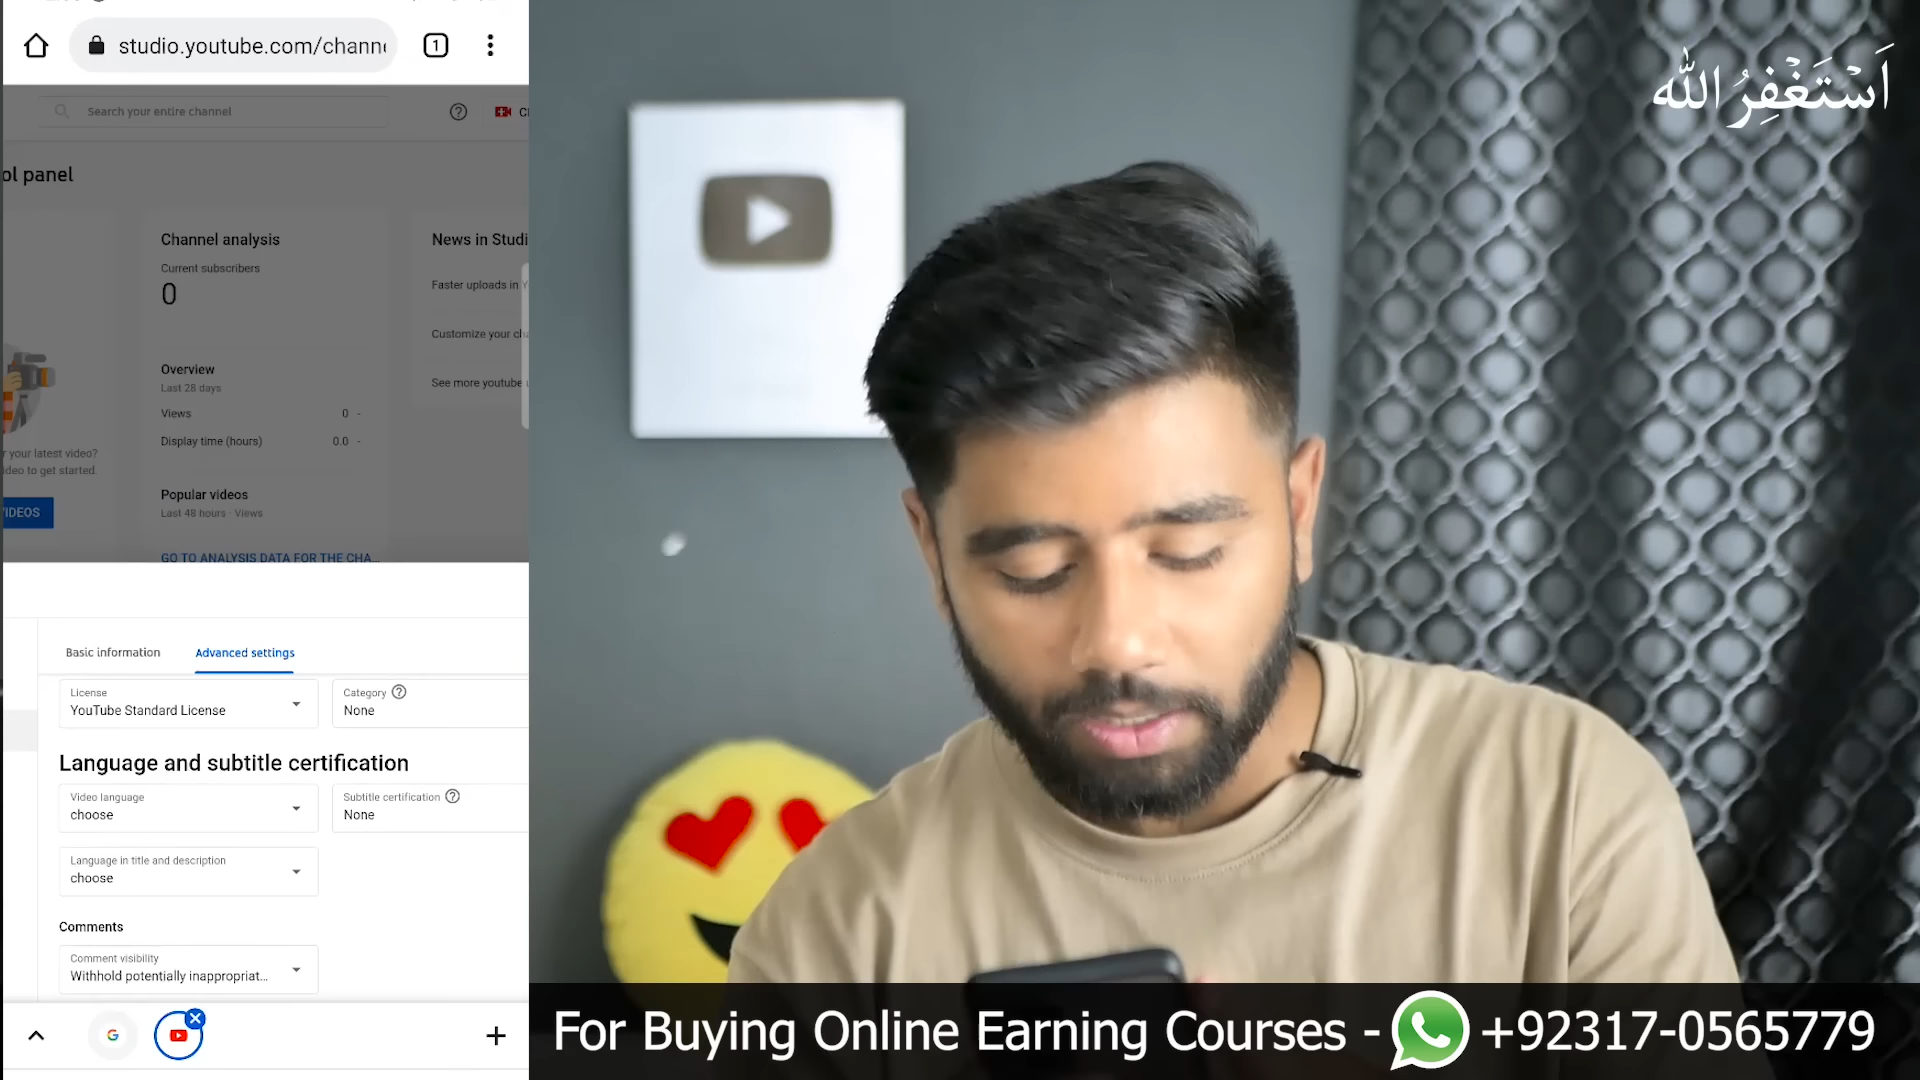 studio.youtube.com/channe
1
Search your entire channel
ol panel
Channel analysis
Current subscribers
0
Overview
Last 28 days
Views 0 -
Display time (hours) 0.0 -
Popular videos
Last 48 hours · Views
GO TO ANALYSIS DATA FOR THE CHA...
News in Studi
Faster uploads in
Customize your cha
See more youtube
r your latest video?
ideo to get started.
VIDEOS
Basic information Advanced settings
License
YouTube Standard License
Category
None
Language and subtitle certification
Video language
choose
Subtitle certification
None
Language in title and description
choose
Comments
Comment visibility
Withhold potentially inappropriat...
G
اَسْتَغْفِرُ الله
For Buying Online Earning Courses - +92317-0565779